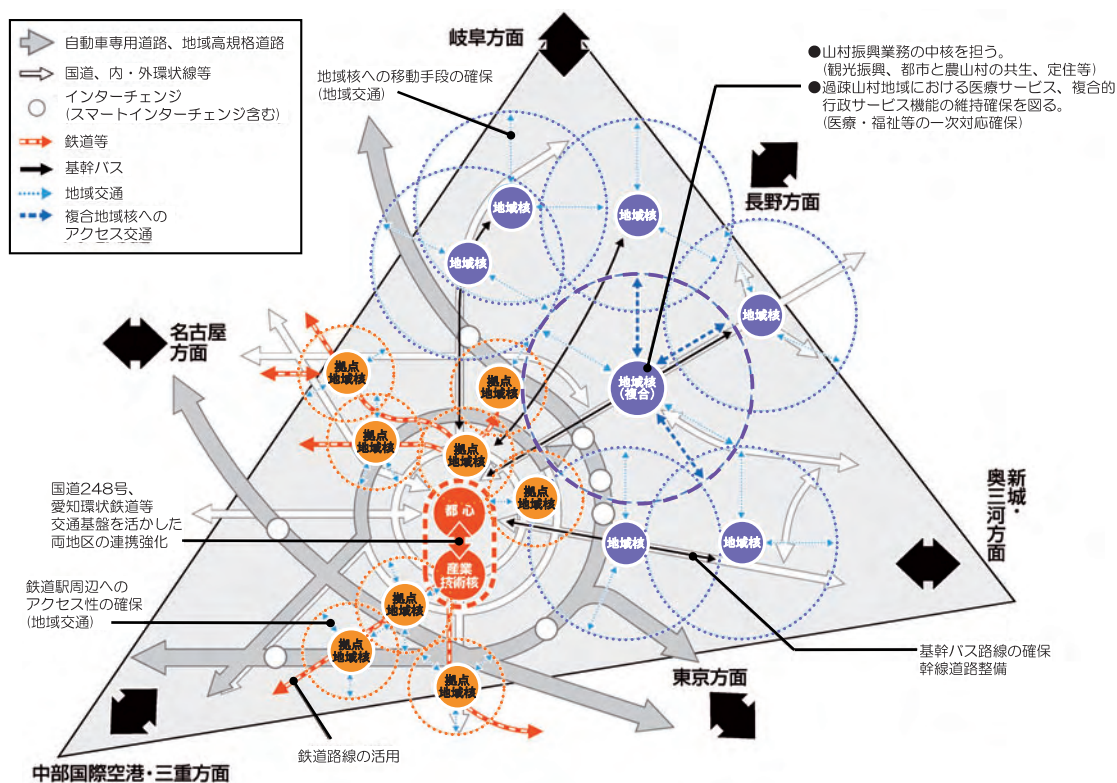 自動車専用道路、地域高規格道路
国道、内・外環状線等
インターチェンジ
(スマートインターチェンジ含む)
鉄道等
基幹バス
地域交通
複合地域核への
アクセス交通
岐阜方面
地域核への移動手段の確保
(地域交通)
●山村振興業務の中核を担う。
(観光振興、都市と農山村の共生、定住等)
●過疎山村地域における医療サービス、複合的
行政サービス機能の維持確保を図る。
(医療・福祉等の一次対応確保)
長野方面
地域核
地域核
地域核
地域核
名古屋
方面
拠点
地域核
拠点
地域核
地域核
(複合)
拠点
地域核
拠点
地域核
拠点
地域核
国道248号、
愛知環状鉄道等
交通基盤を活かした
両地区の連携強化
都心
産業
技術核
地域核
地域核
新城・
奥三河方面
鉄道駅周辺への
アクセス性の確保
(地域交通)
拠点
地域核
拠点
地域核
拠点
地域核
基幹バス路線の確保
幹線道路整備
東京方面
鉄道路線の活用
中部国際空港・三重方面